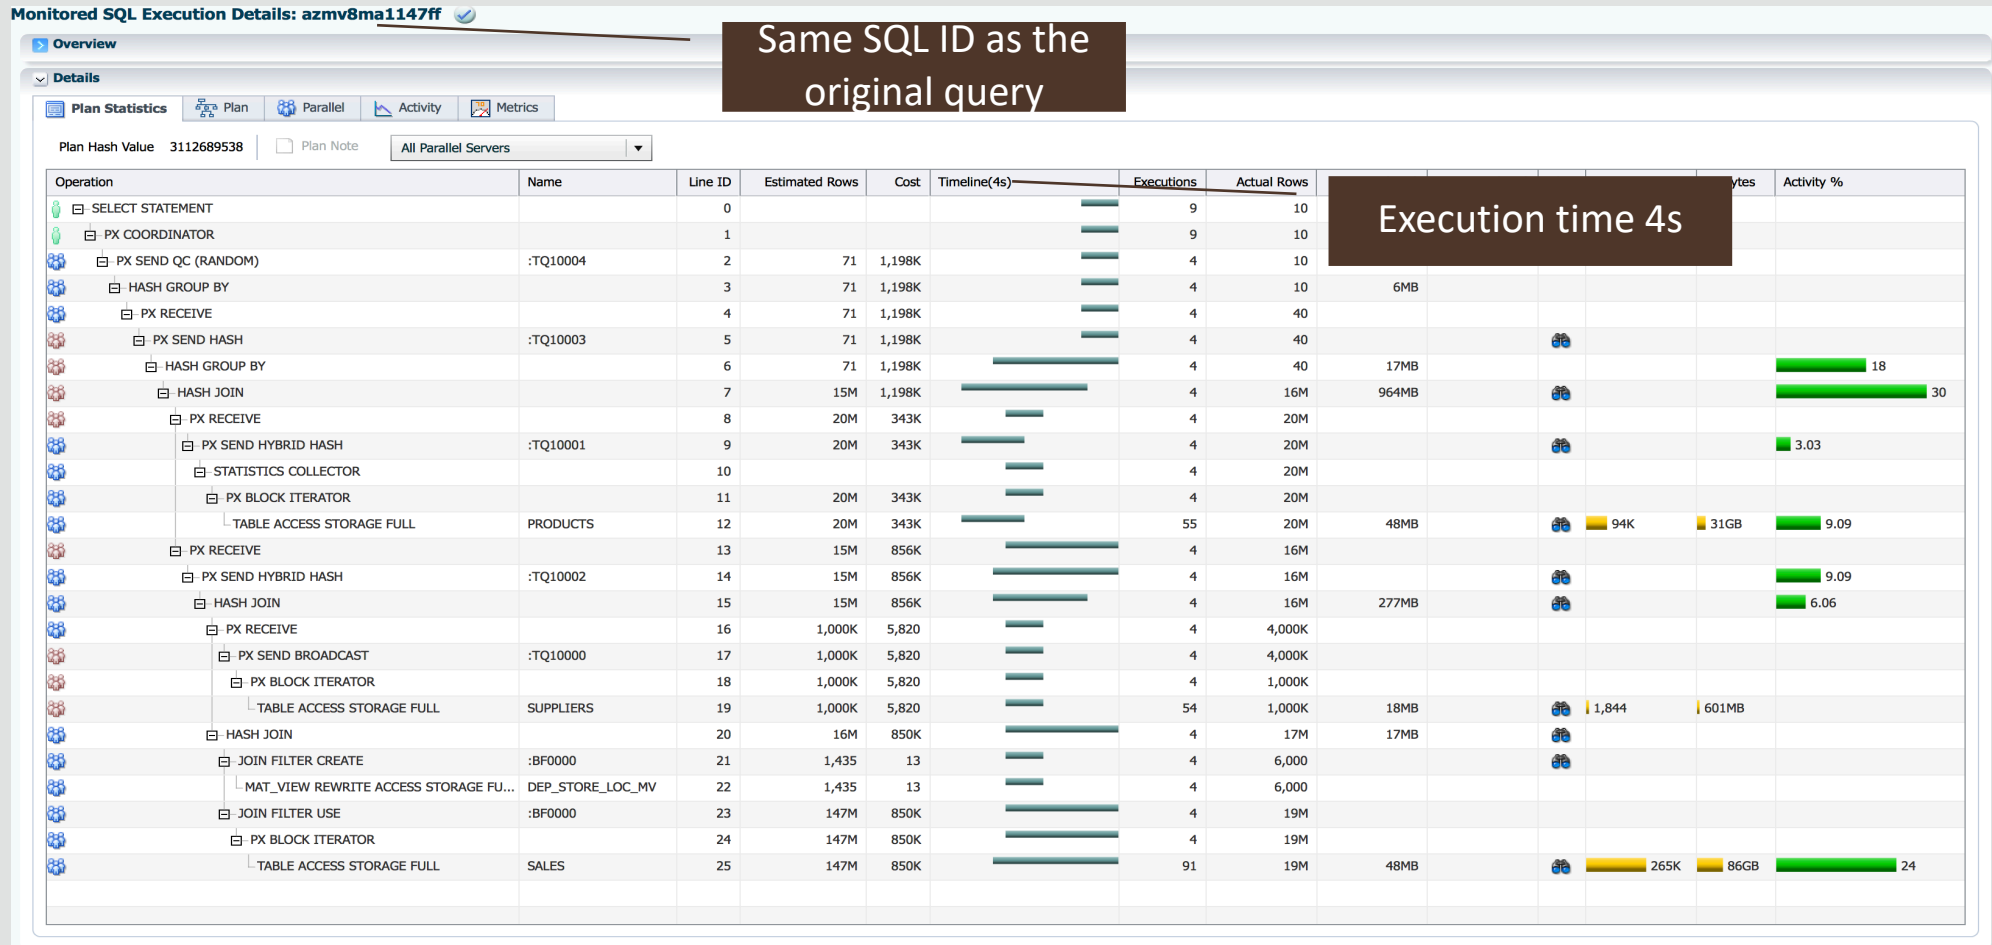 Monitored SQL Execution Details: azmv8ma1147ff
Same SQL ID as the
original query
Overview
Details
Plan Statistics Plan Parallel Activity Metrics
Plan Hash Value 3112689538 Plan Note All Parallel Servers
Operation Name Line ID Estimated Rows Cost Timeline(4s) Executions Actual Rows ytes Activity %
Execution time 4s
SELECT STATEMENT 0 9 10
PX COORDINATOR 1 9 10
PX SEND QC (RANDOM) :TQ10004 2 71 1,198K 4 10
HASH GROUP BY 3 71 1,198K 4 10 6MB
PX RECEIVE 4 71 1,198K 4 40
PX SEND HASH :TQ10003 5 71 1,198K 4 40
HASH GROUP BY 6 71 1,198K 4 40 17MB 18
HASH JOIN 7 15M 1,198K 4 16M 964MB 30
PX RECEIVE 8 20M 343K 4 20M
PX SEND HYBRID HASH :TQ10001 9 20M 343K 4 20M 3.03
STATISTICS COLLECTOR 10 4 20M
PX BLOCK ITERATOR 11 20M 343K 4 20M
TABLE ACCESS STORAGE FULL PRODUCTS 12 20M 343K 55 20M 48MB 94K 31GB 9.09
PX RECEIVE 13 15M 856K 4 16M
PX SEND HYBRID HASH :TQ10002 14 15M 856K 4 16M 9.09
HASH JOIN 15 15M 856K 4 16M 277MB 6.06
PX RECEIVE 16 1,000K 5,820 4 4,000K
PX SEND BROADCAST :TQ10000 17 1,000K 5,820 4 4,000K
PX BLOCK ITERATOR 18 1,000K 5,820 4 1,000K
TABLE ACCESS STORAGE FULL SUPPLIERS 19 1,000K 5,820 54 1,000K 18MB 1,844 601MB
HASH JOIN 20 16M 850K 4 17M 17MB
JOIN FILTER CREATE :BF0000 21 1,435 13 4 6,000
MAT_VIEW REWRITE ACCESS STORAGE FU... DEP_STORE_LOC_MV 22 1,435 13 4 6,000
JOIN FILTER USE :BF0000 23 147M 850K 4 19M
PX BLOCK ITERATOR 24 147M 850K 4 19M
TABLE ACCESS STORAGE FULL SALES 25 147M 850K 91 19M 48MB 265K 86GB 24